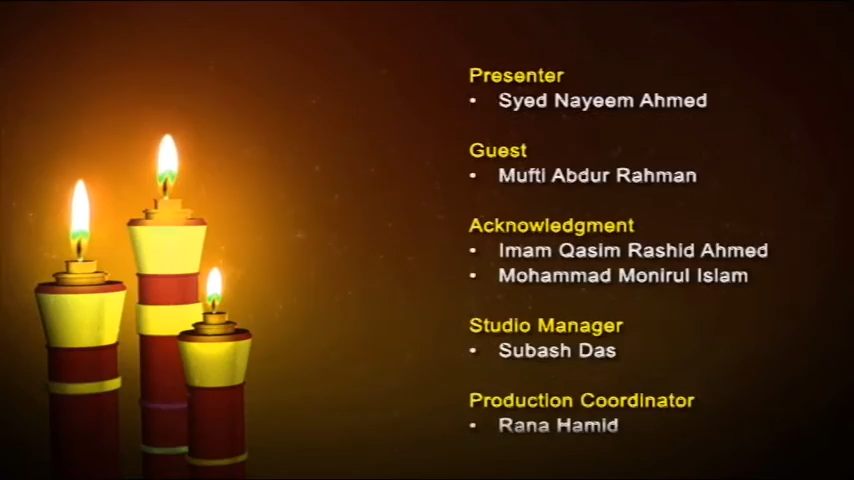 Presenter
• Syed Nayeem Ahmed
Guest
• Mufti Abdur Rahman
Acknowledgment
• Imam Qasim Rashid Ahmed
• Mohammad Monirul Islam
Studio Manager
• Subash Das
Production Coordinator
• Rana Hamid